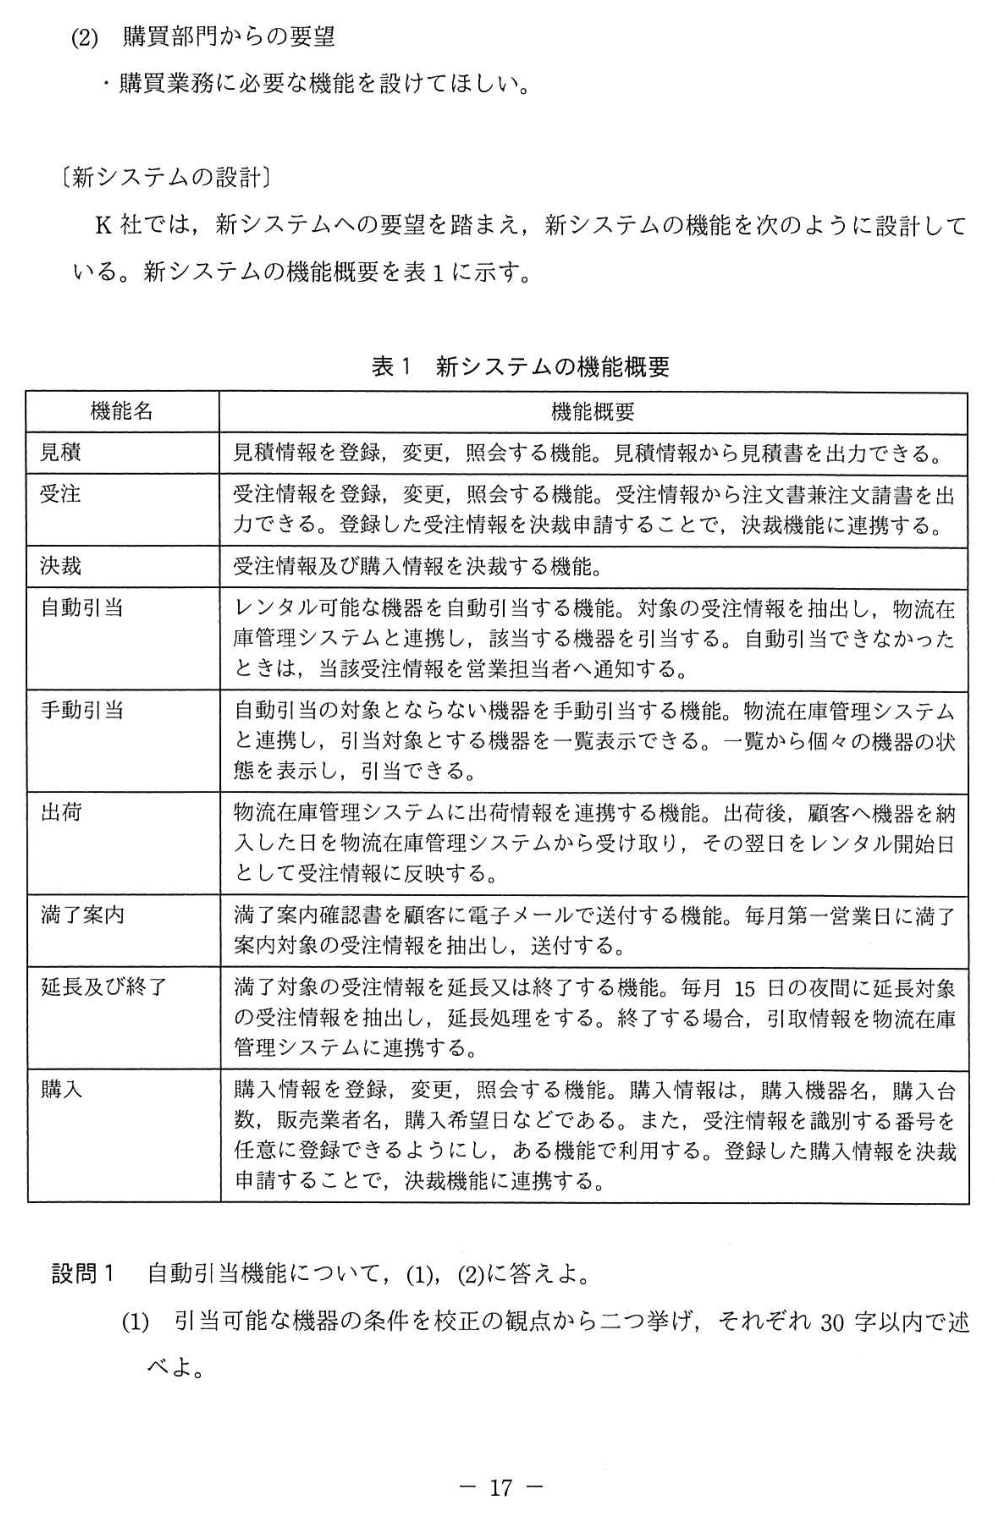 (2) 購買部門からの要望
・購買業務に必要な機能を設けてほしい。
〔新システムの設計〕
K 社では，新システムへの要望を踏まえ，新システムの機能を次のように設計して
いる。新システムの機能概要を表 1 に示す。
表 1 新システムの機能概要
機能名 機能概要
見積 見積情報を登録，変更，照会する機能。見積情報から見積書を出力できる。
受注 受注情報を登録，変更，照会する機能。受注情報から注文書兼注文請書を出
力できる。登録した受注情報を決裁申請することで，決裁機能に連携する。
決裁 受注情報及び購入情報を決裁する機能。
自動引当 レンタル可能な機器を自動引当する機能。対象の受注情報を抽出し，物流在
庫管理システムと連携し，該当する機器を引当する。自動引当できなかった
ときは，当該受注情報を営業担当者へ通知する。
手動引当 自動引当の対象とならない機器を手動引当する機能。物流在庫管理システム
と連携し，引当対象とする機器を一覧表示できる。一覧から個々の機器の状
態を表示し，引当できる。
出荷 物流在庫管理システムに出荷情報を連携する機能。出荷後，顧客へ機器を納
入した日を物流在庫管理システムから受け取り，その翌日をレンタル開始日
として受注情報に反映する。
満了案内 満了案内確認書を顧客に電子メールで送付する機能。毎月第一営業日に満了
案内対象の受注情報を抽出し，送付する。
延長及び終了 満了対象の受注情報を延長又は終了する機能。毎月 15 日の夜間に延長対象
の受注情報を抽出し，延長処理をする。終了する場合，引取情報を物流在庫
管理システムに連携する。
購入 購入情報を登録，変更，照会する機能。購入情報は，購入機器名，購入台
数，販売業者名，購入希望日などである。また，受注情報を識別する番号を
任意に登録できるようにし，ある機能で利用する。登録した購入情報を決裁
申請することで，決裁機能に連携する。
設問 1 自動引当機能について，(1)，(2)に答えよ。
(1) 引当可能な機器の条件を校正の観点から二つ挙げ，それぞれ 30 字以内で述
べよ。
－ 17 －